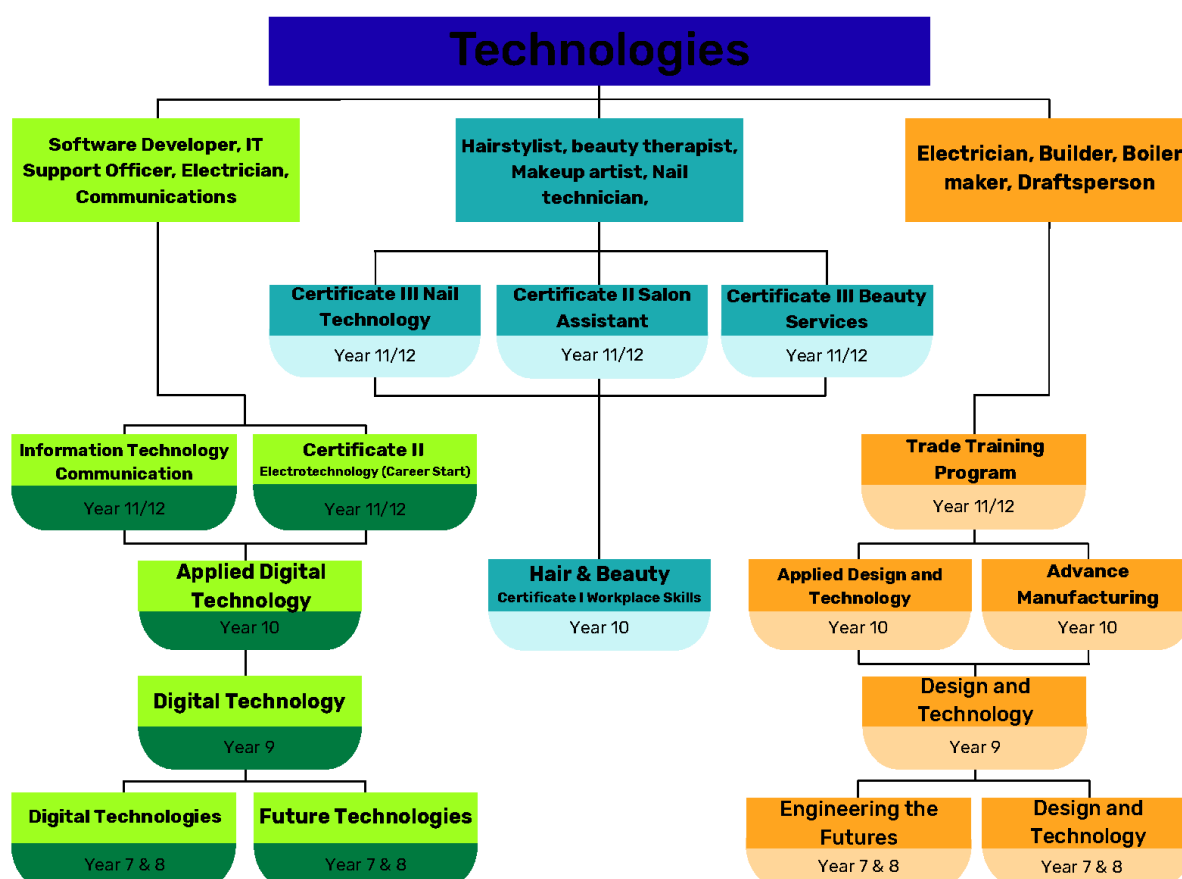 Technologies
Software Developer, IT
Support Officer, Electrician,
Communications
Hairstylist, beauty therapist,
Makeup artist, Nail
technician,
Electrician, Builder, Boiler
maker, Draftsperson
Certificate III Nail
Technology
Year 11/12
Certificate II Salon
Assistant
Year 11/12
Certificate III Beauty
Services
Year 11/12
Information Technology
Communication
Year 11/12
Certificate II
Electrotechnology (Career Start)
Year 11/12
Trade Training
Program
Year 11/12
Applied Digital
Technology
Year 10
Hair & Beauty
Certificate I Workplace Skills
Year 10
Applied Design and
Technology
Year 10
Advance
Manufacturing
Year 10
Digital Technology
Year 9
Design and
Technology
Year 9
Digital Technologies
Year 7 & 8
Future Technologies
Year 7 & 8
Engineering the
Futures
Year 7 & 8
Design and
Technology
Year 7 & 8